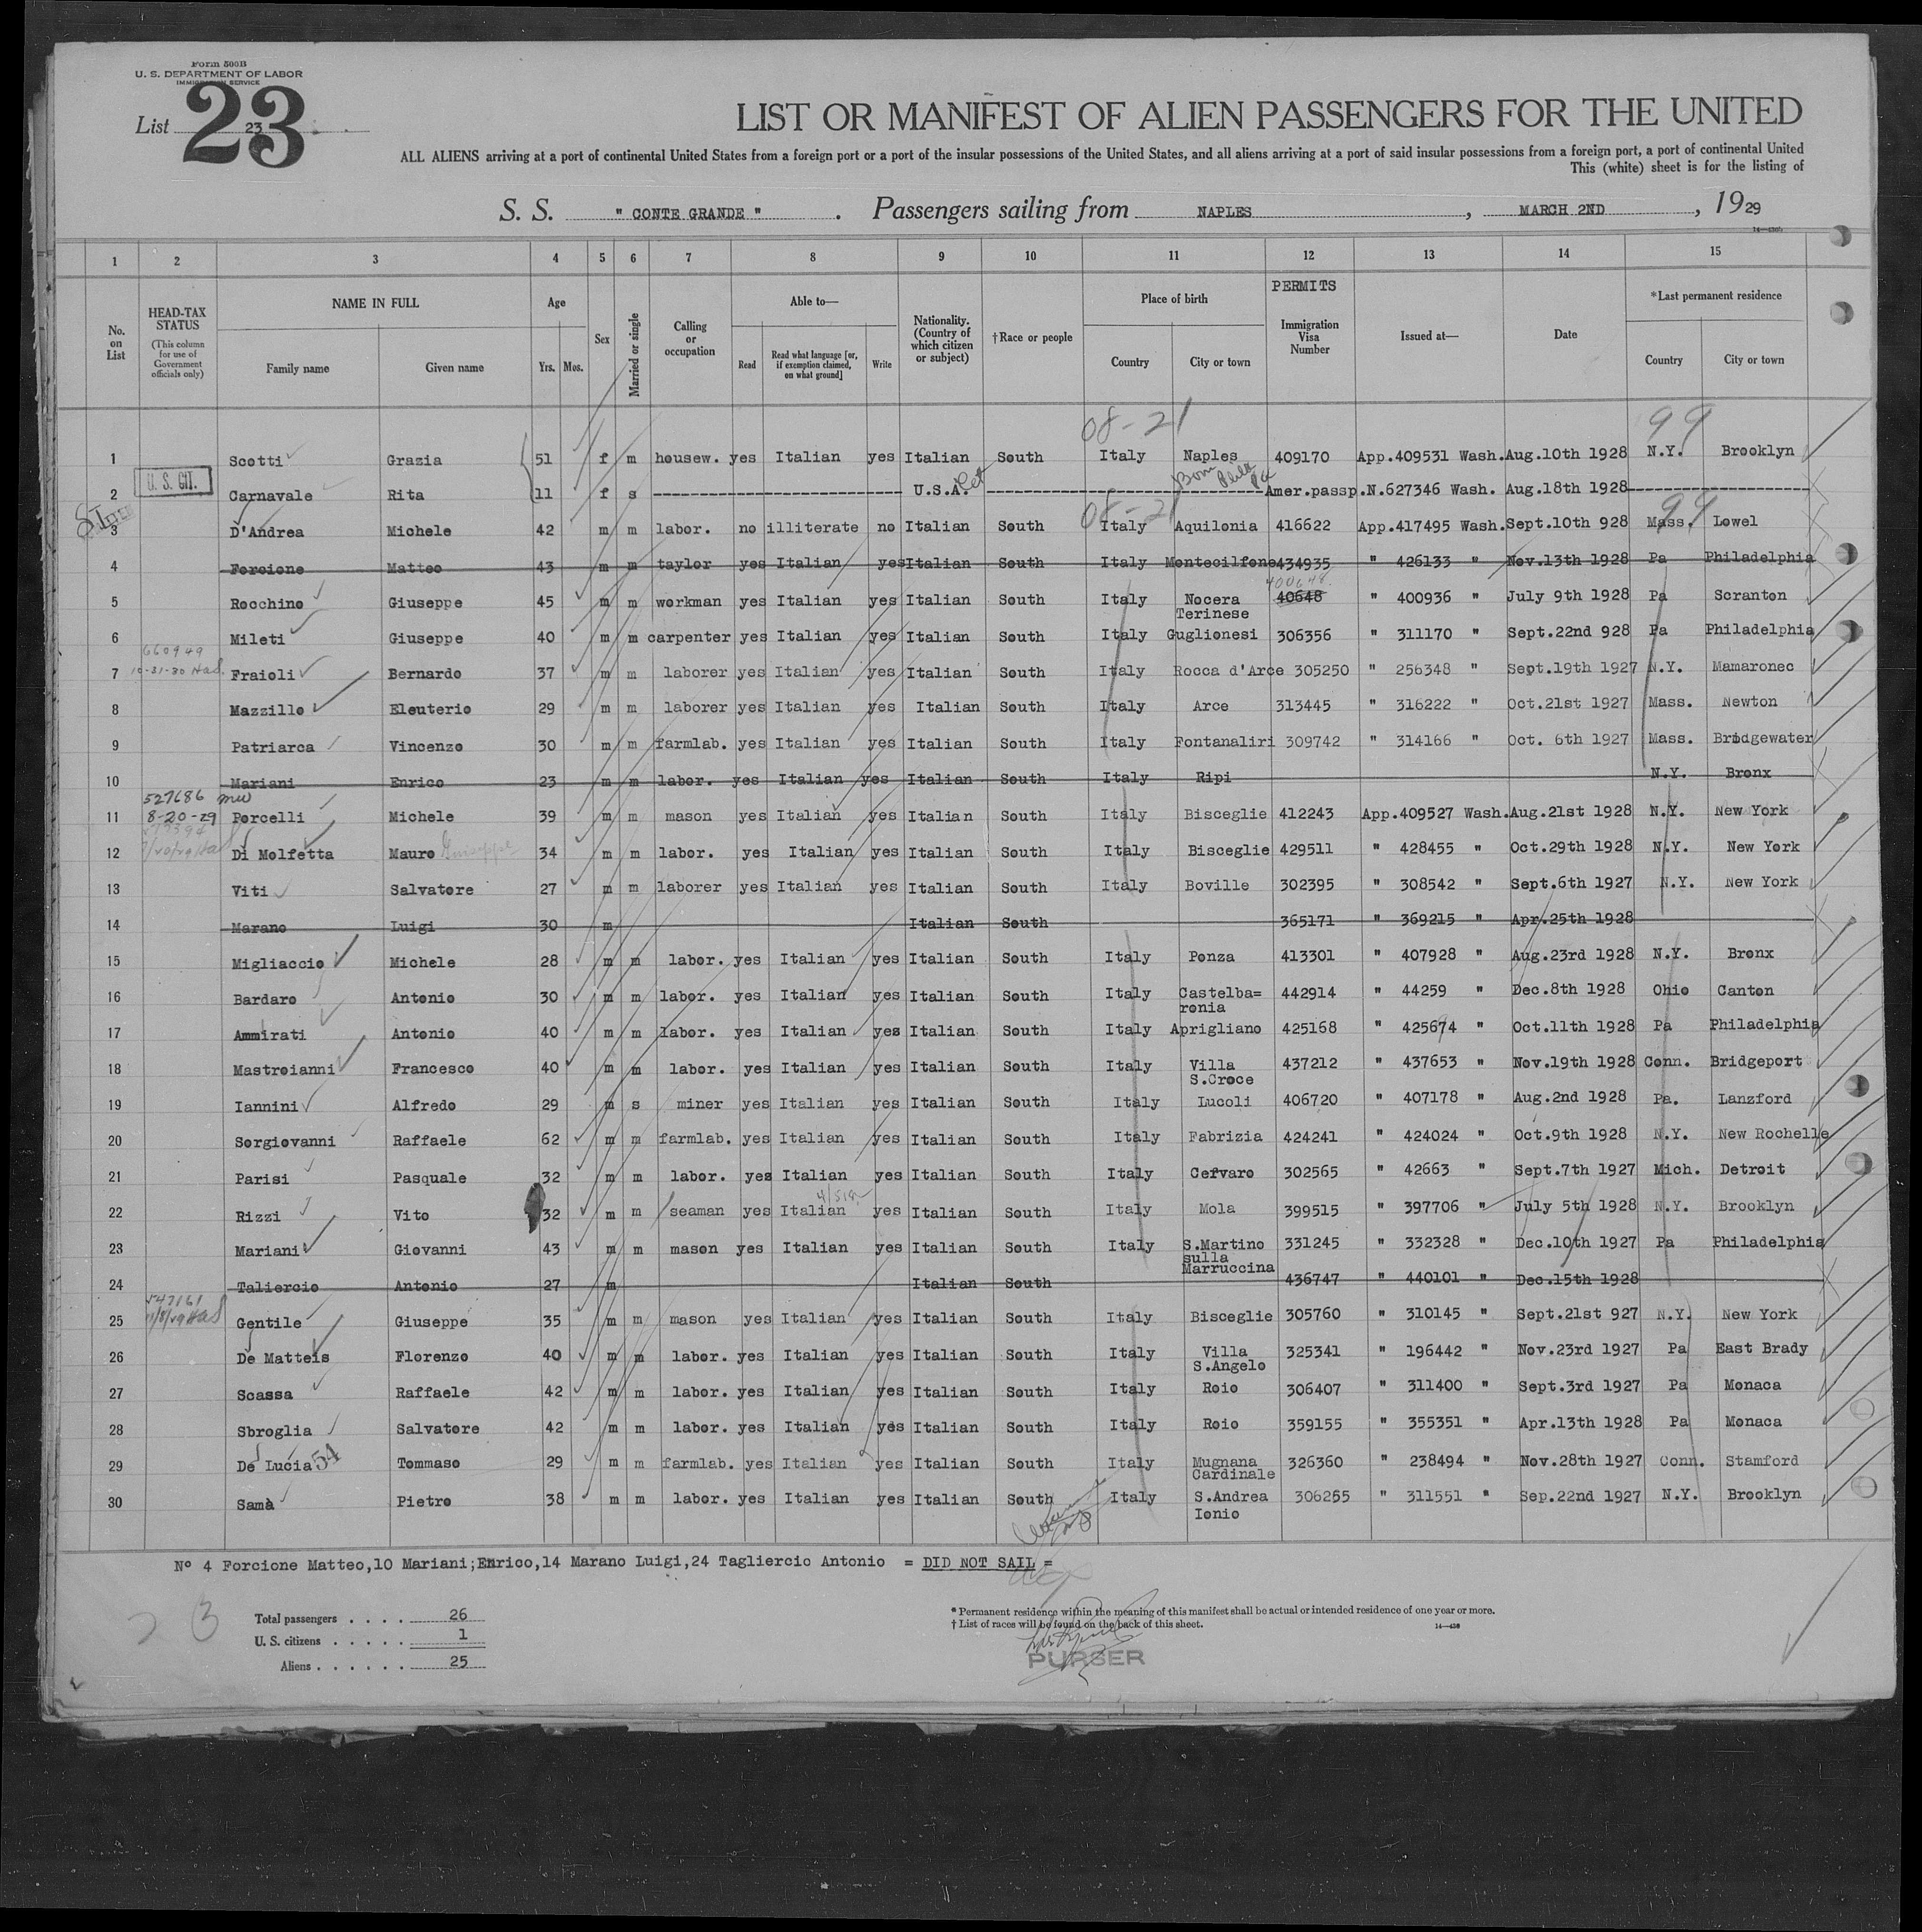 Form 500B
U. S. DEPARTMENT OF LABOR
IMMIGRATION SERVICE
List 23
23
LIST OR MANIFEST OF ALIEN PASSENGERS FOR THE UNITED
ALL ALIENS arriving at a port of continental United States from a foreign port or a port of the insular possessions of the United States, and all aliens arriving at a port of said insular possessions from a foreign port, a port of continental United
This (white) sheet is for the listing of
S. S. " CONTE GRANDE " . Passengers sailing from NAPLES , MARCH 2ND , 1929
1 2 3 4 5 6 7 8 9 10 11 12 13 14 15
No. on List
HEAD-TAX STATUS (This column for use of Government officials only)
NAME IN FULL Family name Given name
Age Yrs. Mos.
Sex
Married or single
Calling or occupation
Able to— Read Read what language [or, if exemption claimed, on what ground] Write
Nationality. (Country of which citizen or subject)
†Race or people
Place of birth Country City or town
PERMITS
Immigration Visa Number
Issued at—
Date
*Last permanent residence Country City or town
08-21 99
1 Scotti Grazia 51 f m housew. yes Italian yes Italian South Italy Naples 409170 App.409531 Wash. Aug.10th 1928 N.Y. Brooklyn
U. S. CIT.
Born Phila Pa
2 Carnavale Rita 11 f s U.S.A. Amer.passp.N.627346 Wash. Aug.18th 1928
08-21 99
3 D'Andrea Michele 42 m m labor. no illiterate no Italian South Italy Aquilonia 416622 App.417495 Wash. Sept.10th 928 Mass. Lowel
4 Forcione Matteo 43 m m taylor yes Italian yes Italian South Italy Montecilfone 434935 " 426133 " Nov.13th 1928 Pa Philadelphia
400648.
5 Rocchino Giuseppe 45 m m workman yes Italian yes Italian South Italy Nocera Terinese 40648 " 400936 " July 9th 1928 Pa Scranton
6 Mileti Giuseppe 40 m m carpenter yes Italian yes Italian South Italy Guglionesi 306356 " 311170 " Sept.22nd 928 Pa Philadelphia
660949
10-31-30
7 Fraioli Bernardo 37 m m laborer yes Italian yes Italian South Italy Rocca d'Arce 305250 " 256348 " Sept.19th 1927 N.Y. Mamaronec
8 Mazzillo Eleuterio 29 m m laborer yes Italian yes Italian South Italy Arce 313445 " 316222 " Oct.21st 1927 Mass. Newton
9 Patriarca Vincenzo 30 m m farmlab. yes Italian yes Italian South Italy Fontanaliri 309742 " 314166 " Oct. 6th 1927 Mass. Bridgewater
10 Mariani Enrico 23 m m labor. yes Italian yes Italian South Italy Ripi N.Y. Bronx
527686
8-20-29
11 Porcelli Michele 39 m m mason yes Italian yes Italian South Italy Bisceglie 412243 App.409527 Wash. Aug.21st 1928 N.Y. New York
12 Di Molfetta Mauro Guiseppe 34 m m labor. yes Italian yes Italian South Italy Bisceglie 429511 " 428455 " Oct.29th 1928 N.Y. New York
13 Viti Salvatore 27 m m laborer yes Italian yes Italian South Italy Boville 302395 " 308542 " Sept.6th 1927 N.Y. New York
14 Marano Luigi 30 m Italian South 365171 " 369215 " Apr.25th 1928
15 Migliaccio Michele 28 m m labor. yes Italian yes Italian South Italy Ponza 413301 " 407928 " Aug.23rd 1928 N.Y. Bronx
16 Bardaro Antonio 30 m m labor. yes Italian yes Italian South Italy Castelba= ronia 442914 " 44259 " Dec.8th 1928 Ohio Canton
17 Ammirati Antonio 40 m m labor. yes Italian yes Italian South Italy Aprigliano 425168 " 425674 " Oct.11th 1928 Pa Philadelphia
18 Mastroianni Francesco 40 m m labor. yes Italian yes Italian South Italy Villa S.Croce 437212 " 437653 " Nov.19th 1928 Conn. Bridgeport
19 Iannini Alfredo 29 m s miner yes Italian yes Italian South Italy Lucoli 406720 " 407178 " Aug.2nd 1928 Pa. Lanzford
20 Sergiovanni Raffaele 62 m m farmlab. yes Italian yes Italian South Italy Fabrizia 424241 " 424024 " Oct.9th 1928 N.Y. New Rochelle
21 Parisi Pasquale 32 m m labor. yes Italian yes Italian South Italy Cervaro 302565 " 42663 " Sept.7th 1927 Mich. Detroit
22 Rizzi Vito 32 m m seaman yes Italian yes Italian South Italy Mola 399515 " 397706 " July 5th 1928 N.Y. Brooklyn
23 Mariani Giovanni 43 m m mason yes Italian yes Italian South Italy S.Martino sulla Marruccina 331245 " 332328 " Dec.10th 1927 Pa Philadelphia
24 Taliercio Antonio 27 m Italian South 436747 " 440101 " Dec.15th 1928
547161
11/8/29
25 Gentile Giuseppe 35 m m mason yes Italian yes Italian South Italy Bisceglie 305760 " 310145 " Sept.21st 927 N.Y. New York
26 De Matteis Florenzo 40 m m labor. yes Italian yes Italian South Italy Villa S.Angelo 325341 " 196442 " Nov.23rd 1927 Pa East Brady
27 Scassa Raffaele 42 m m labor. yes Italian yes Italian South Italy Roio 306407 " 311400 " Sept.3rd 1927 Pa Monaca
28 Sbroglia Salvatore 42 m m labor. yes Italian yes Italian South Italy Roio 359155 " 355351 " Apr.13th 1928 Pa Monaca
29 De Lucia 54 Tommaso 29 m m farmlab. yes Italian yes Italian South Italy Mugnana Cardinale 326360 " 238494 " Nov.28th 1927 Conn. Stamford
30 Samà Pietro 38 m m labor. yes Italian yes Italian South Italy S.Andrea Ionio 306255 " 311551 " Sep.22nd 1927 N.Y. Brooklyn
N° 4 Forcione Matteo,10 Mariani;Enrico,14 Marano Luigi,24 Tagliercio Antonio = DID NOT SAIL =
Total passengers . . . . 26
U. S. citizens . . . . . 1
Aliens . . . . . . 25
* Permanent residence within the meaning of this manifest shall be actual or intended residence of one year or more.
† List of races will be found on the back of this sheet.
PURSER